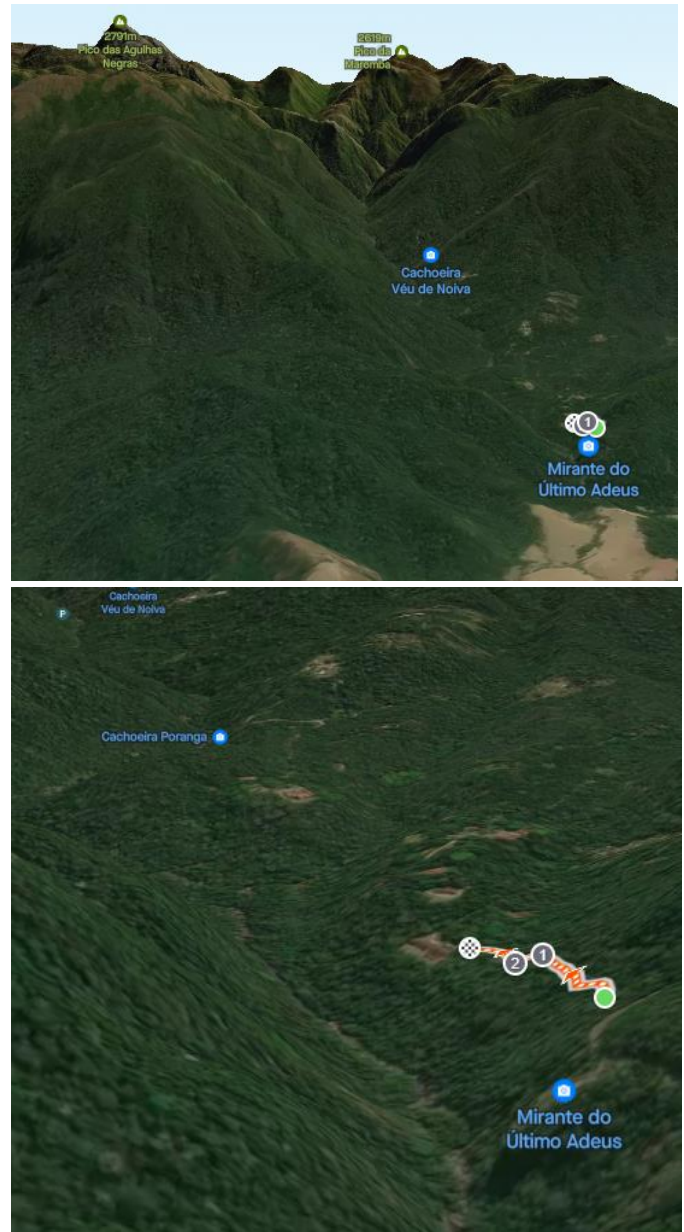 2791m
Pico das Agulhas
Negras
2619m
Pico da
Maromba
Cachoeira
Véu de Noiva
1
Mirante do
Último Adeus
Cachoeira
Véu de Noiva
P
Cachoeira Poranga
1
2
Mirante do
Último Adeus